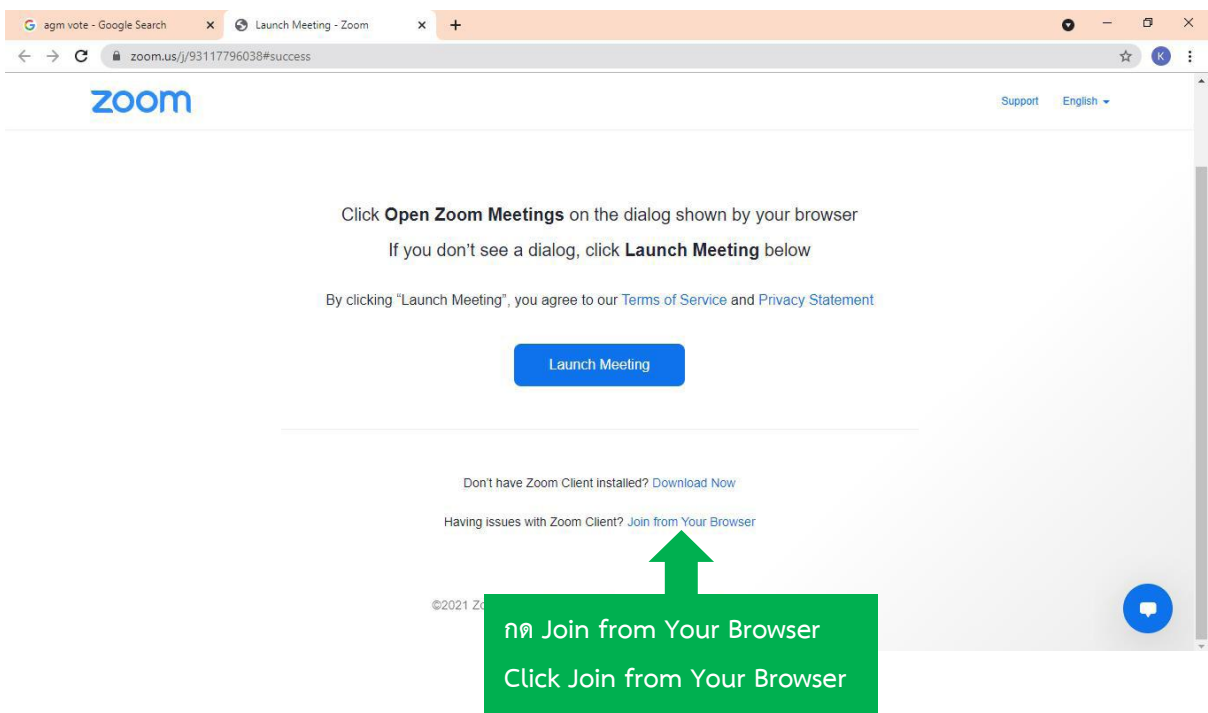 agm vote - Google Search
Launch Meeting - Zoom
zoom.us/j/93117796038#success
K
zoom
Support English
Click Open Zoom Meetings on the dialog shown by your browser
If you don't see a dialog, click Launch Meeting below
By clicking “Launch Meeting”, you agree to our Terms of Service and Privacy Statement
Launch Meeting
Don't have Zoom Client installed? Download Now
Having issues with Zoom Client? Join from Your Browser
©2021
กด Join from Your Browser
Click Join from Your Browser